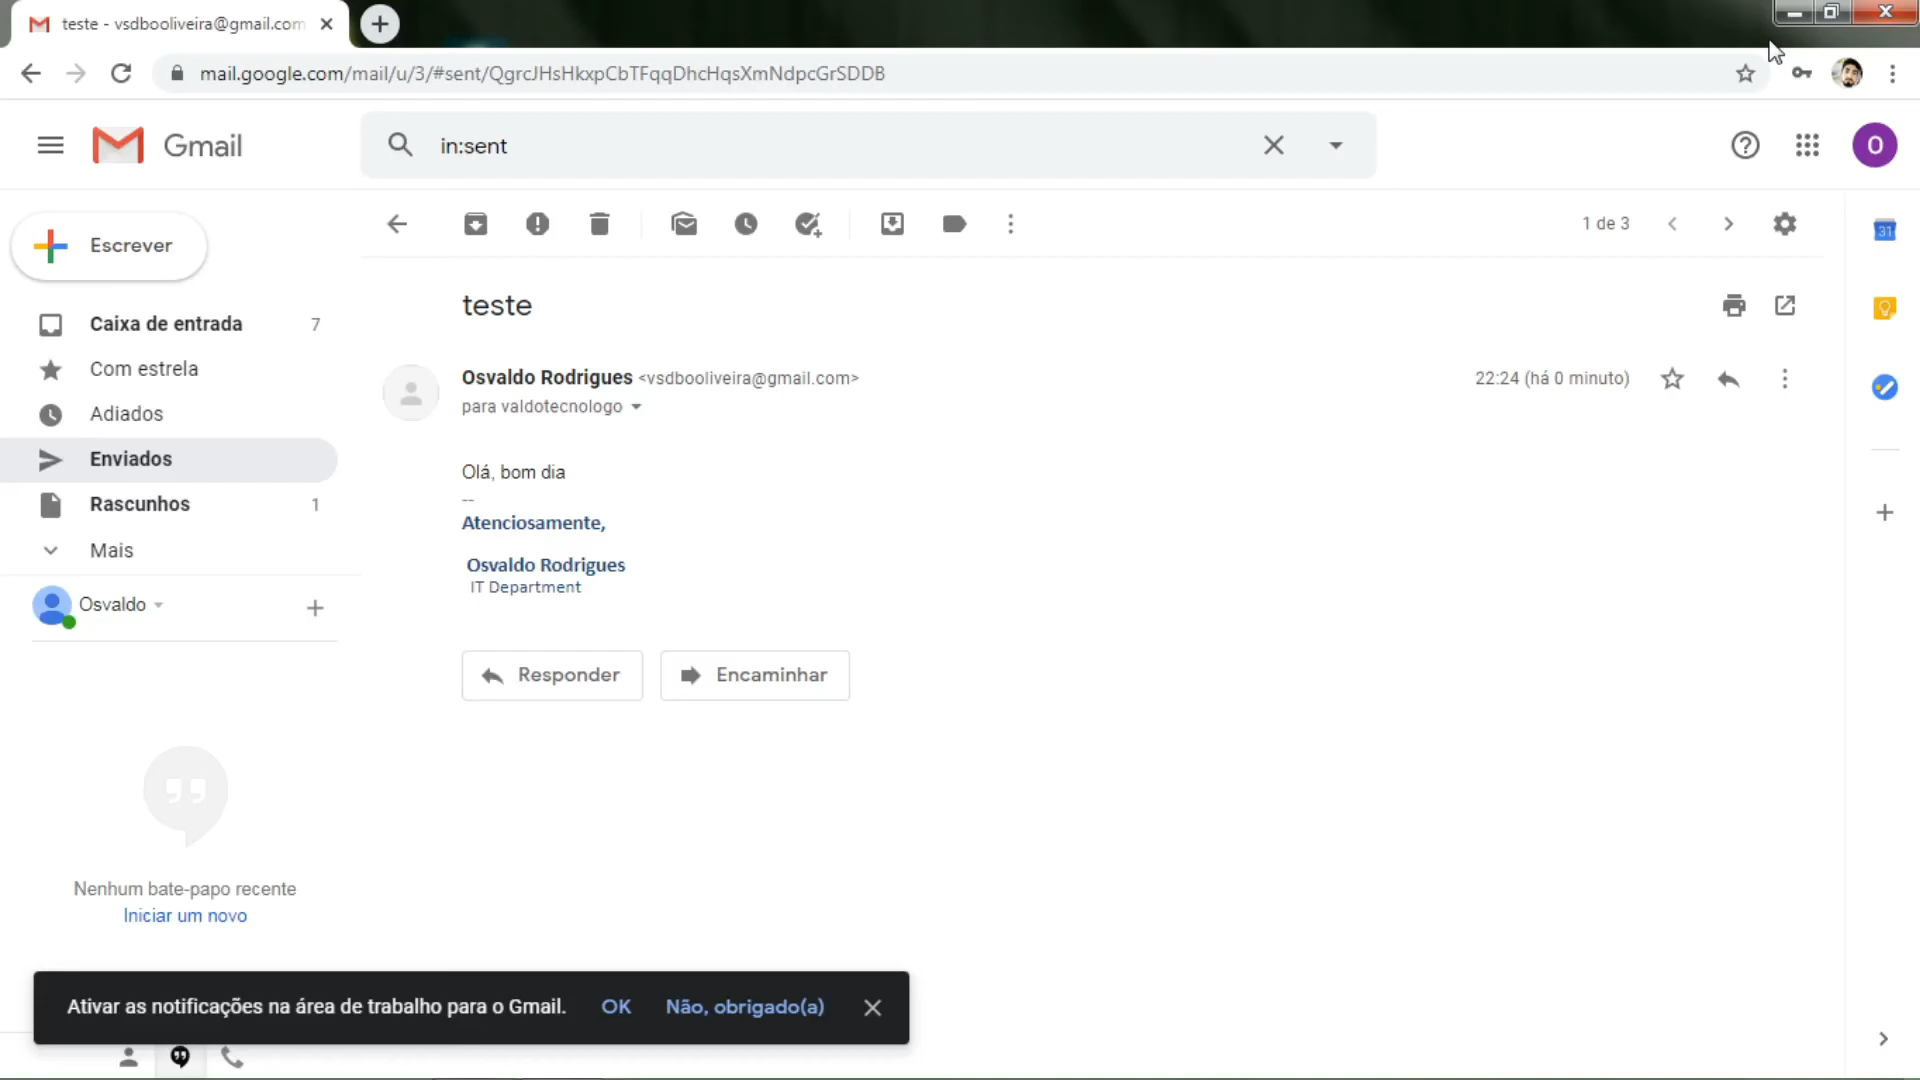 teste - vsdbooliveira@gmail.com
mail.google.com/mail/u/3/#sent/QgrcJHsHkxpCbTFqqDhcHqsXmNdpcGrSDDB
Gmail
in:sent
O
Escrever
1 de 3
31
teste
Caixa de entrada 7
Com estrela
Osvaldo Rodrigues <vsdbooliveira@gmail.com> 22:24 (há 0 minuto)
para valdotecnologo
Adiados
Enviados
Rascunhos 1
Mais
Osvaldo
Olá, bom dia
--
Atenciosamente,
Osvaldo Rodrigues
IT Department
Responder Encaminhar
Nenhum bate-papo recente
Iniciar um novo
Ativar as notificações na área de trabalho para o Gmail. OK Não, obrigado(a)